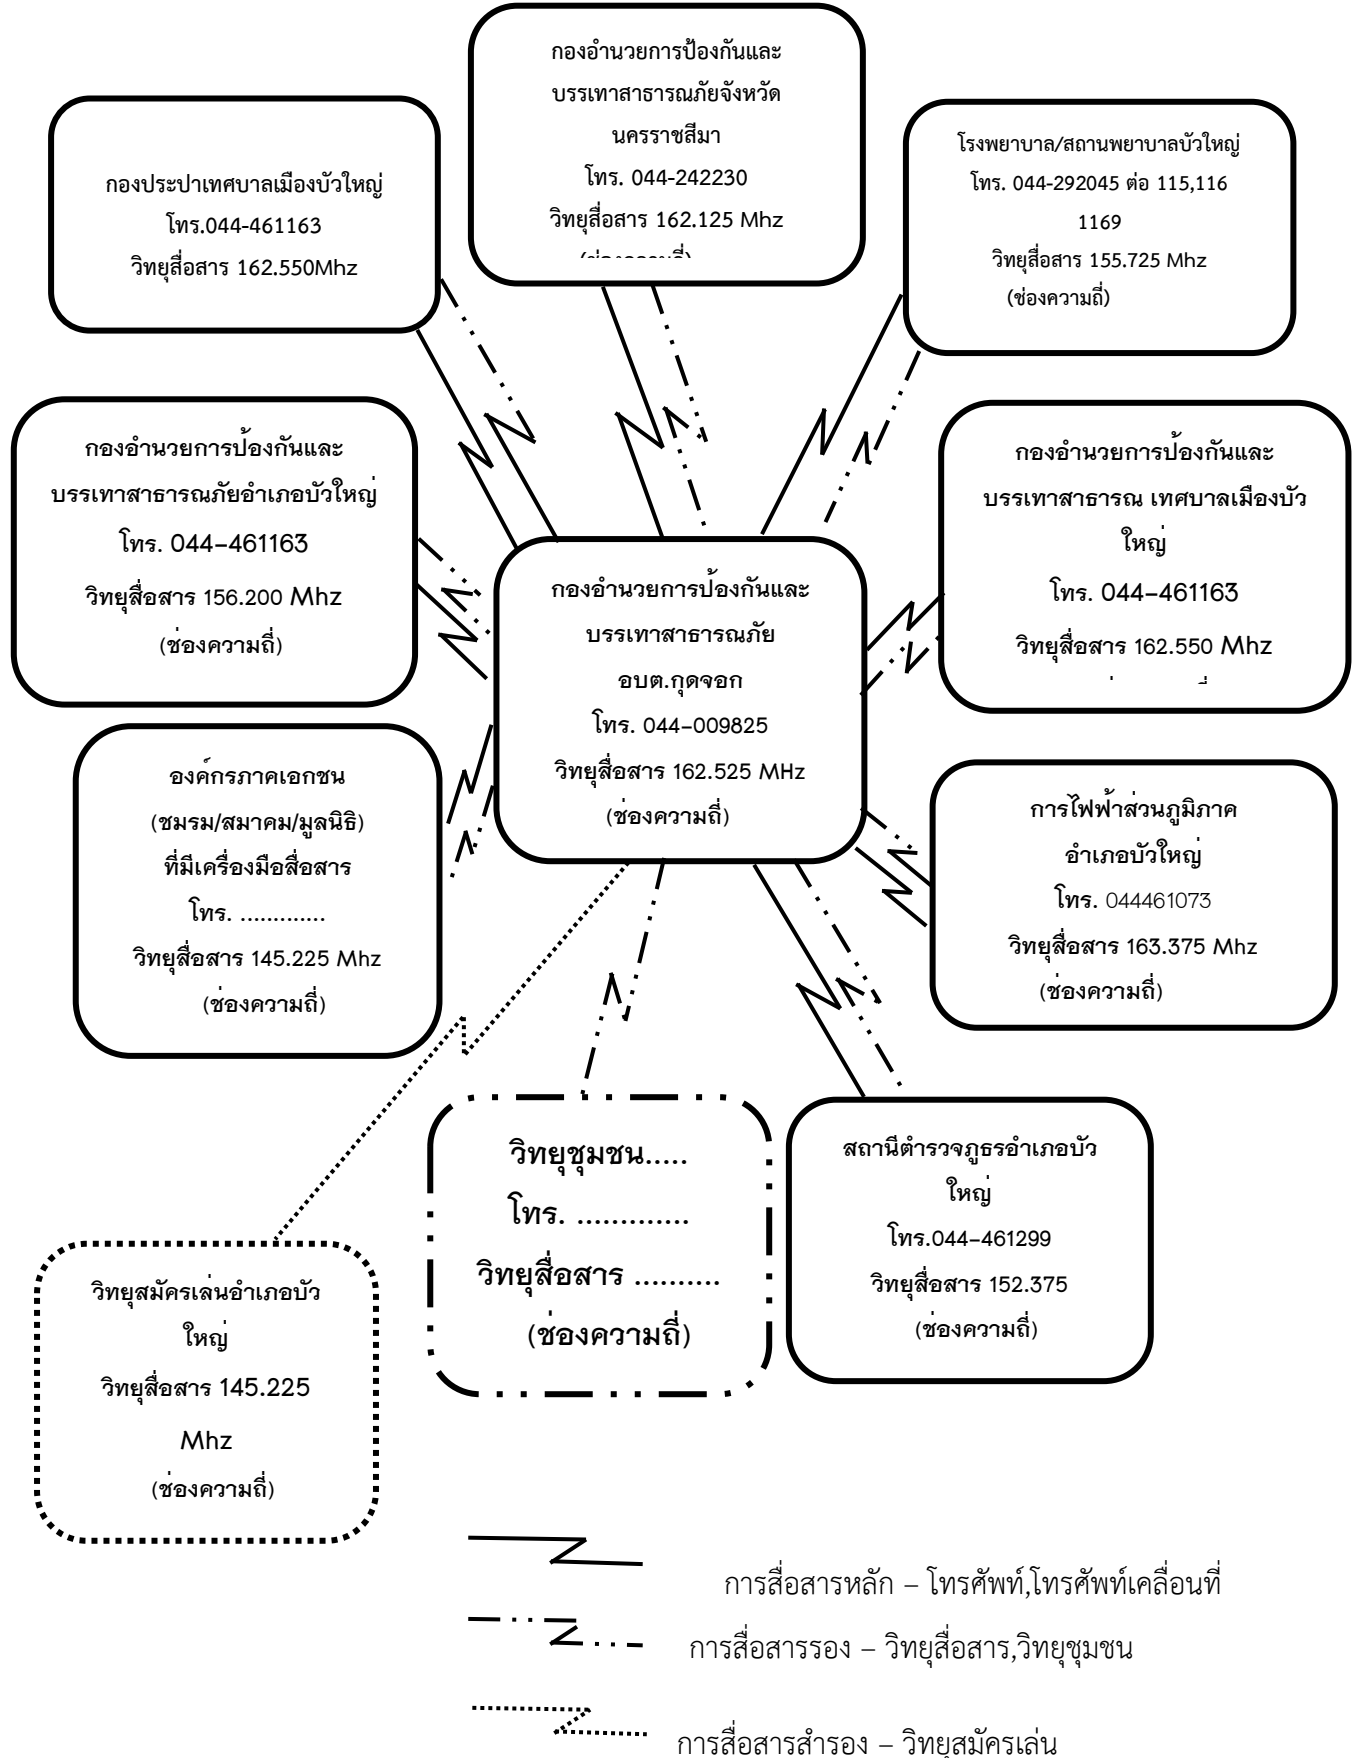 กองอำนวยการป้องกันและ
บรรเทาสาธารณภัยจังหวัด
นครราชสีมา
โทร. 044-242230
วิทยุสื่อสาร 162.125 Mhz
กองประปาเทศบาลเมืองบัวใหญ่
โทร.044-461163
วิทยุสื่อสาร 162.550Mhz
โรงพยาบาล/สถานพยาบาลบัวใหญ่
โทร. 044-292045 ต่อ 115,116
1169
วิทยุสื่อสาร 155.725 Mhz
(ช่องความถี่)
กองอำนวยการป้องกันและ
บรรเทาสาธารณภัยอำเภอบัวใหญ่
โทร. 044-461163
วิทยุสื่อสาร 156.200 Mhz
(ช่องความถี่)
กองอำนวยการป้องกันและ
บรรเทาสาธารณ เทศบาลเมืองบัว
ใหญ่
โทร. 044-461163
วิทยุสื่อสาร 162.550 Mhz
กองอำนวยการป้องกันและ
บรรเทาสาธารณภัย
อบต.กุดจอก
โทร. 044-009825
วิทยุสื่อสาร 162.525 MHz
(ช่องความถี่)
องค์กรภาคเอกชน
(ชมรม/สมาคม/มูลนิธิ)
ที่มีเครื่องมือสื่อสาร
โทร. .............
วิทยุสื่อสาร 145.225 Mhz
(ช่องความถี่)
การไฟฟ้าส่วนภูมิภาค
อำเภอบัวใหญ่
โทร. 044461073
วิทยุสื่อสาร 163.375 Mhz
(ช่องความถี่)
วิทยุชุมชน.....
โทร. .............
วิทยุสื่อสาร ..........
(ช่องความถี่)
สถานีตำรวจภูธรอำเภอบัว
ใหญ่
โทร.044-461299
วิทยุสื่อสาร 152.375
(ช่องความถี่)
วิทยุสมัครเล่นอำเภอบัว
ใหญ่
วิทยุสื่อสาร 145.225
Mhz
(ช่องความถี่)
การสื่อสารหลัก – โทรศัพท์,โทรศัพท์เคลื่อนที่
การสื่อสารรอง – วิทยุสื่อสาร,วิทยุชุมชน
การสื่อสารสำรอง – วิทยุสมัครเล่น